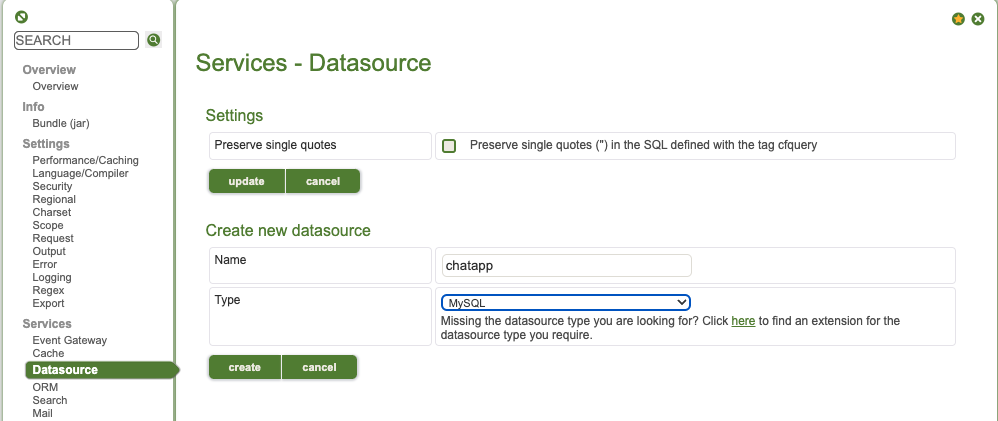 SEARCH
Overview
Overview
Info
Bundle (jar)
Settings
Performance/Caching
Language/Compiler
Security
Regional
Charset
Scope
Request
Output
Error
Logging
Regex
Export
Services
Event Gateway
Cache
Datasource
ORM
Search
Mail
Services - Datasource
Settings
Preserve single quotes
Preserve single quotes (") in the SQL defined with the tag cfquery
update cancel
Create new datasource
Name
chatapp
Type
MySQL
Missing the datasource type you are looking for? Click here to find an extension for the
datasource type you require.
create cancel